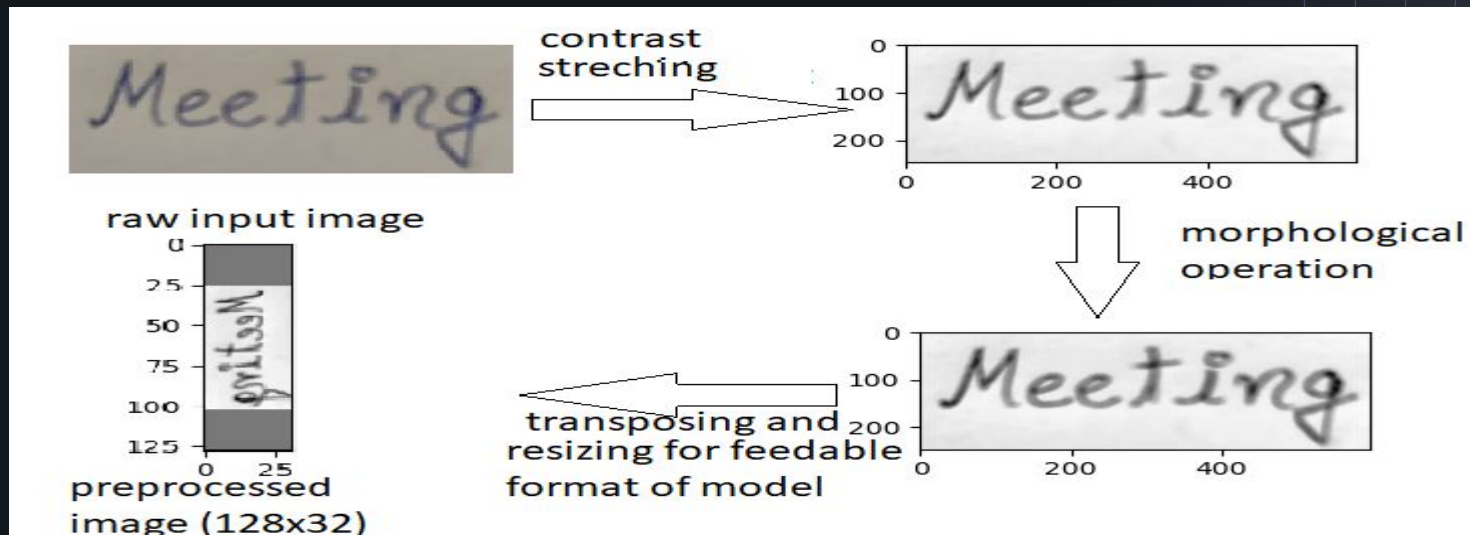 Meeting
contrast
streching
0
100
200
0 200 400
raw input image
morphological
operation
0
100
200
0 200 400
Meeting
transposing and
resizing for feedable
format of model
0
25
50
75
100
125
0 25
Meeting
preprocessed
image (128x32)
Meeting